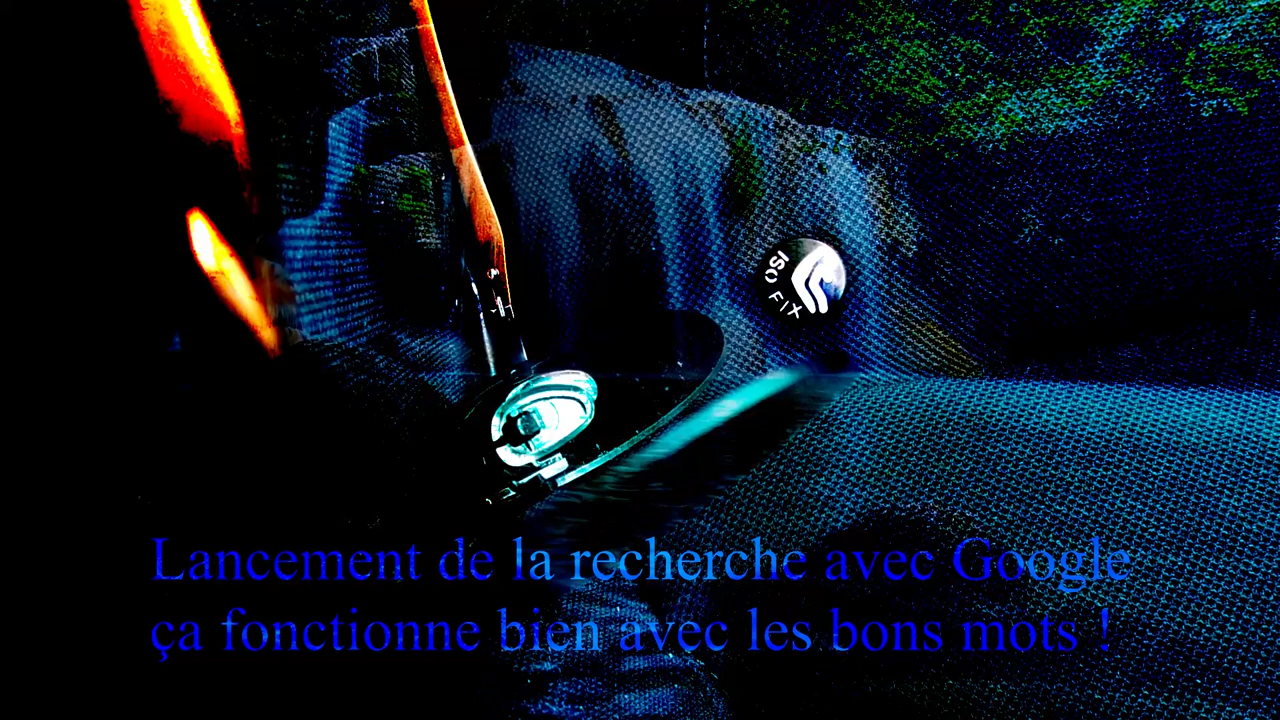 ISO
FIX
Lancement de la recherche avec Google
ça fonctionne bien avec les bons mots !